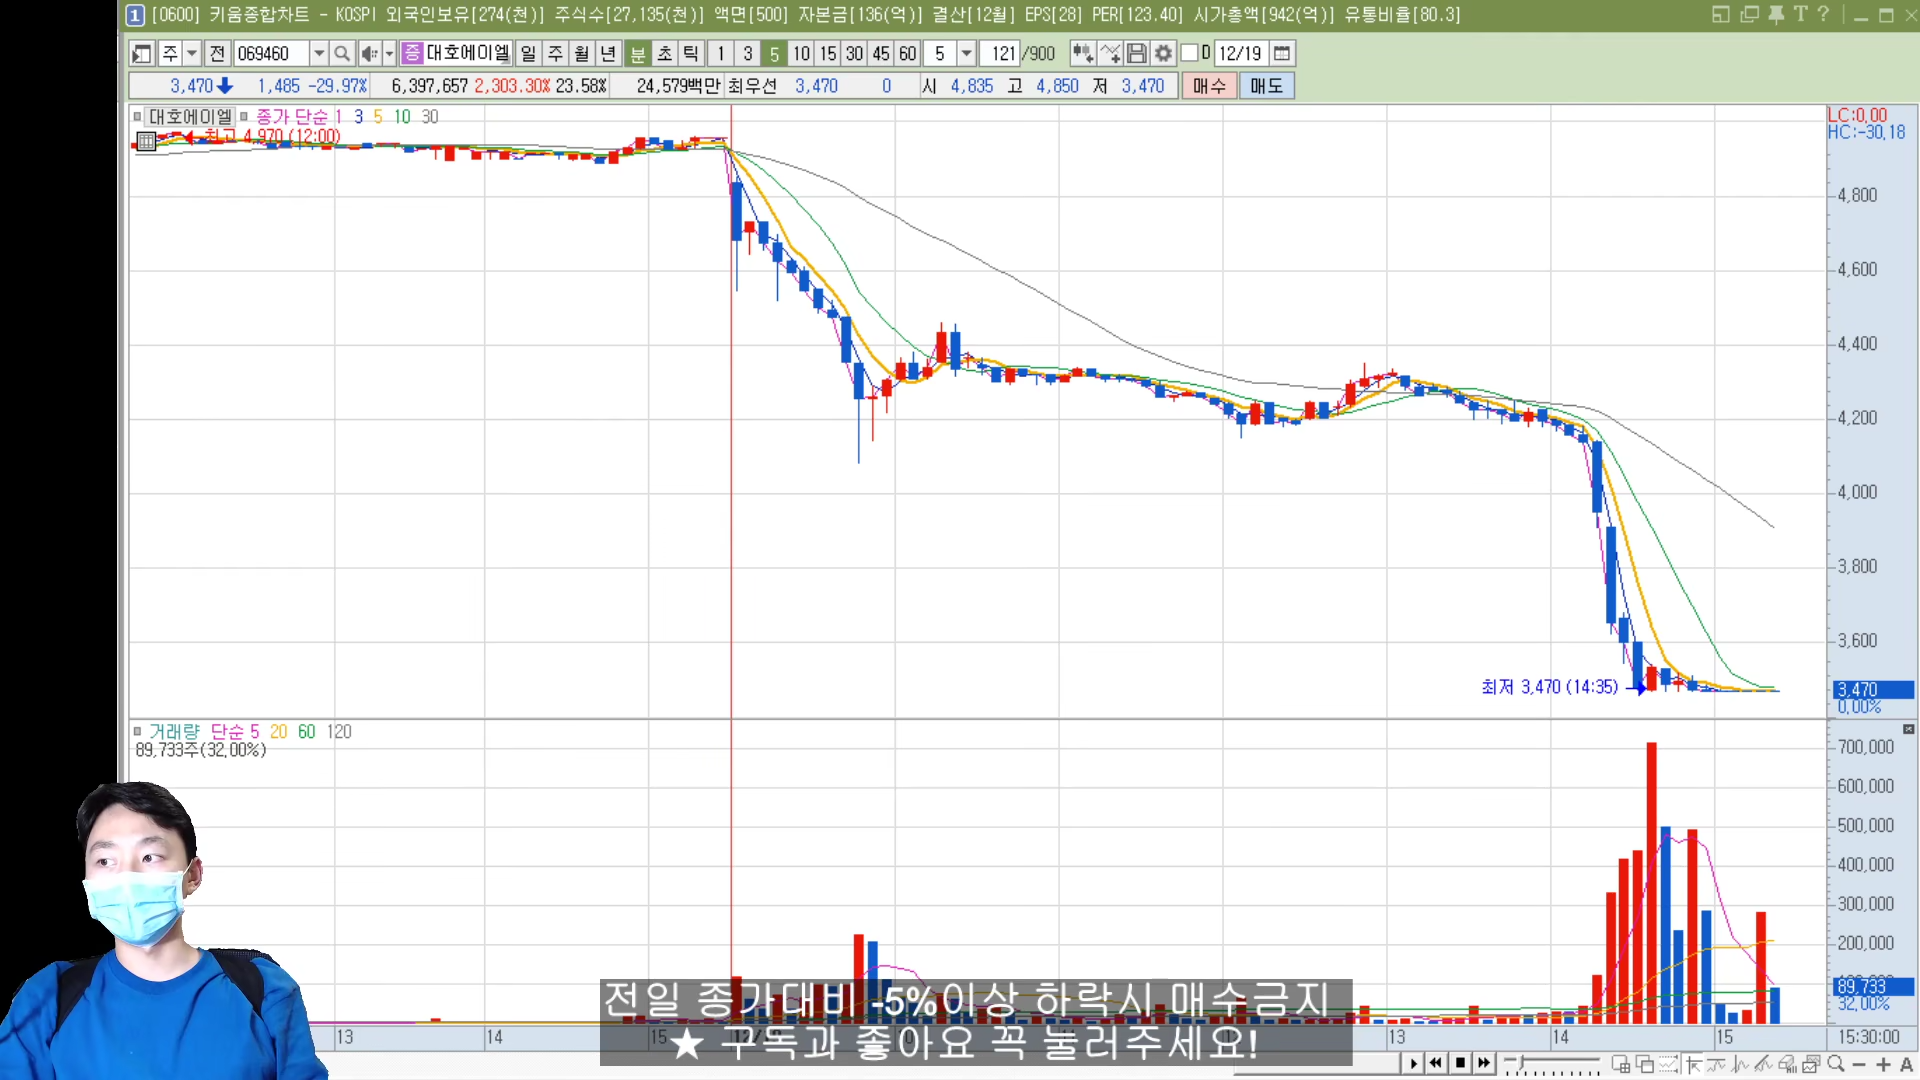 1 [0600] 키움종합차트 - KOSPI 외국인보유[274(천)] 주식수[27,135(천)] 액면[500] 자본금[136(억)] 결산[12월] EPS[28] PER[123.40] 시가총액[942(억)] 유통비율[80.3]
주 전 069460 증 대호에이엘 일 주 월 년 분 초 틱 1 3 5 10 15 30 45 60 5 121 /900 D 12/19
3,470 1,485 -29.97% 6,397,657 2,303.30% 23.58% 24,579백만 최우선 3,470 0 시 4,835 고 4,850 저 3,470 매수 매도
대호에이엘 종가 단순 1 3 5 10 30
최고 4,970 (12:00)
LC:0,00
HC:-30,18
4,800
4,600
4,400
4,200
4,000
3,800
3,600
최저 3,470 (14:35)
3,470
0,00%
거래량 단순 5 20 60 120
89,733주(32,00%)
700,000
600,000
500,000
400,000
300,000
200,000
89,733
32,00%
전일 종가대비 -5%이상 하락시 매수금지
★ 구독과 좋아요 꼭 눌러주세요!
13 14 15 13 14 15 15:30:00
A